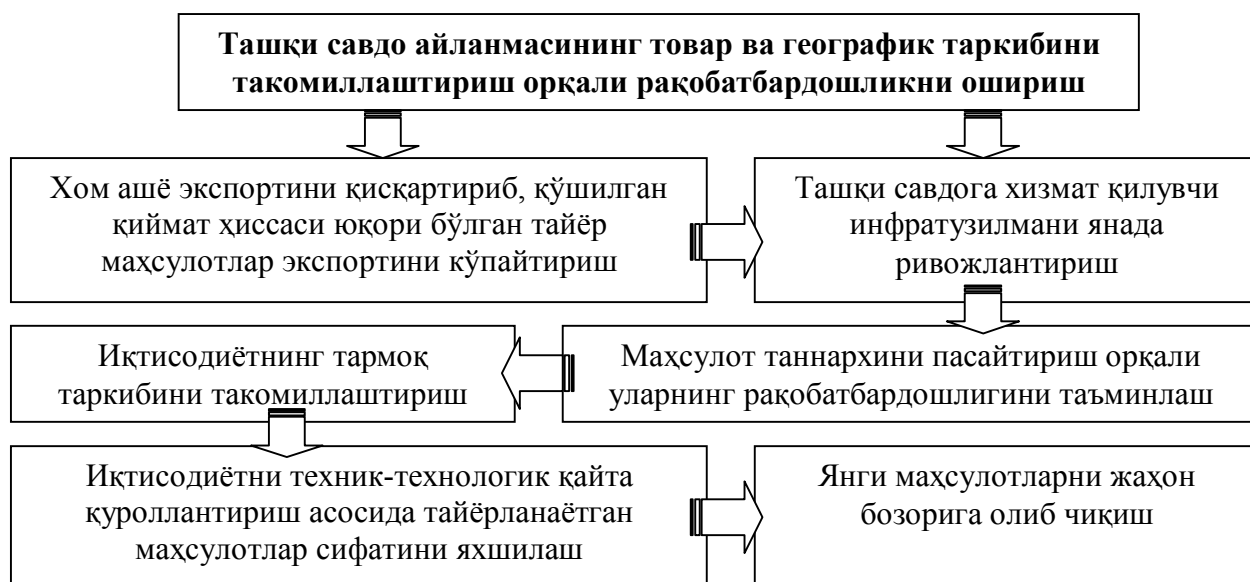 Ташқи савдо айланмасининг товар ва географик таркибини
такомиллаштириш орқали рақобатбардошликни ошириш
Хом ашё экспортини қисқартириб, қўшилган
қиймат ҳиссаси юқори бўлган тайёр
маҳсулотлар экспортини кўпайтириш
Ташқи савдога хизмат қилувчи
инфратузилмани янада
ривожлантириш
Иқтисодиётнинг тармоқ
таркибини такомиллаштириш
Маҳсулот таннархини пасайтириш орқали
уларнинг рақобатбардошлигини таъминлаш
Иқтисодиётни техник-технологик қайта
қуроллантириш асосида тайёрланаётган
маҳсулотлар сифатини яхшилаш
Янги маҳсулотларни жаҳон
бозорига олиб чиқиш